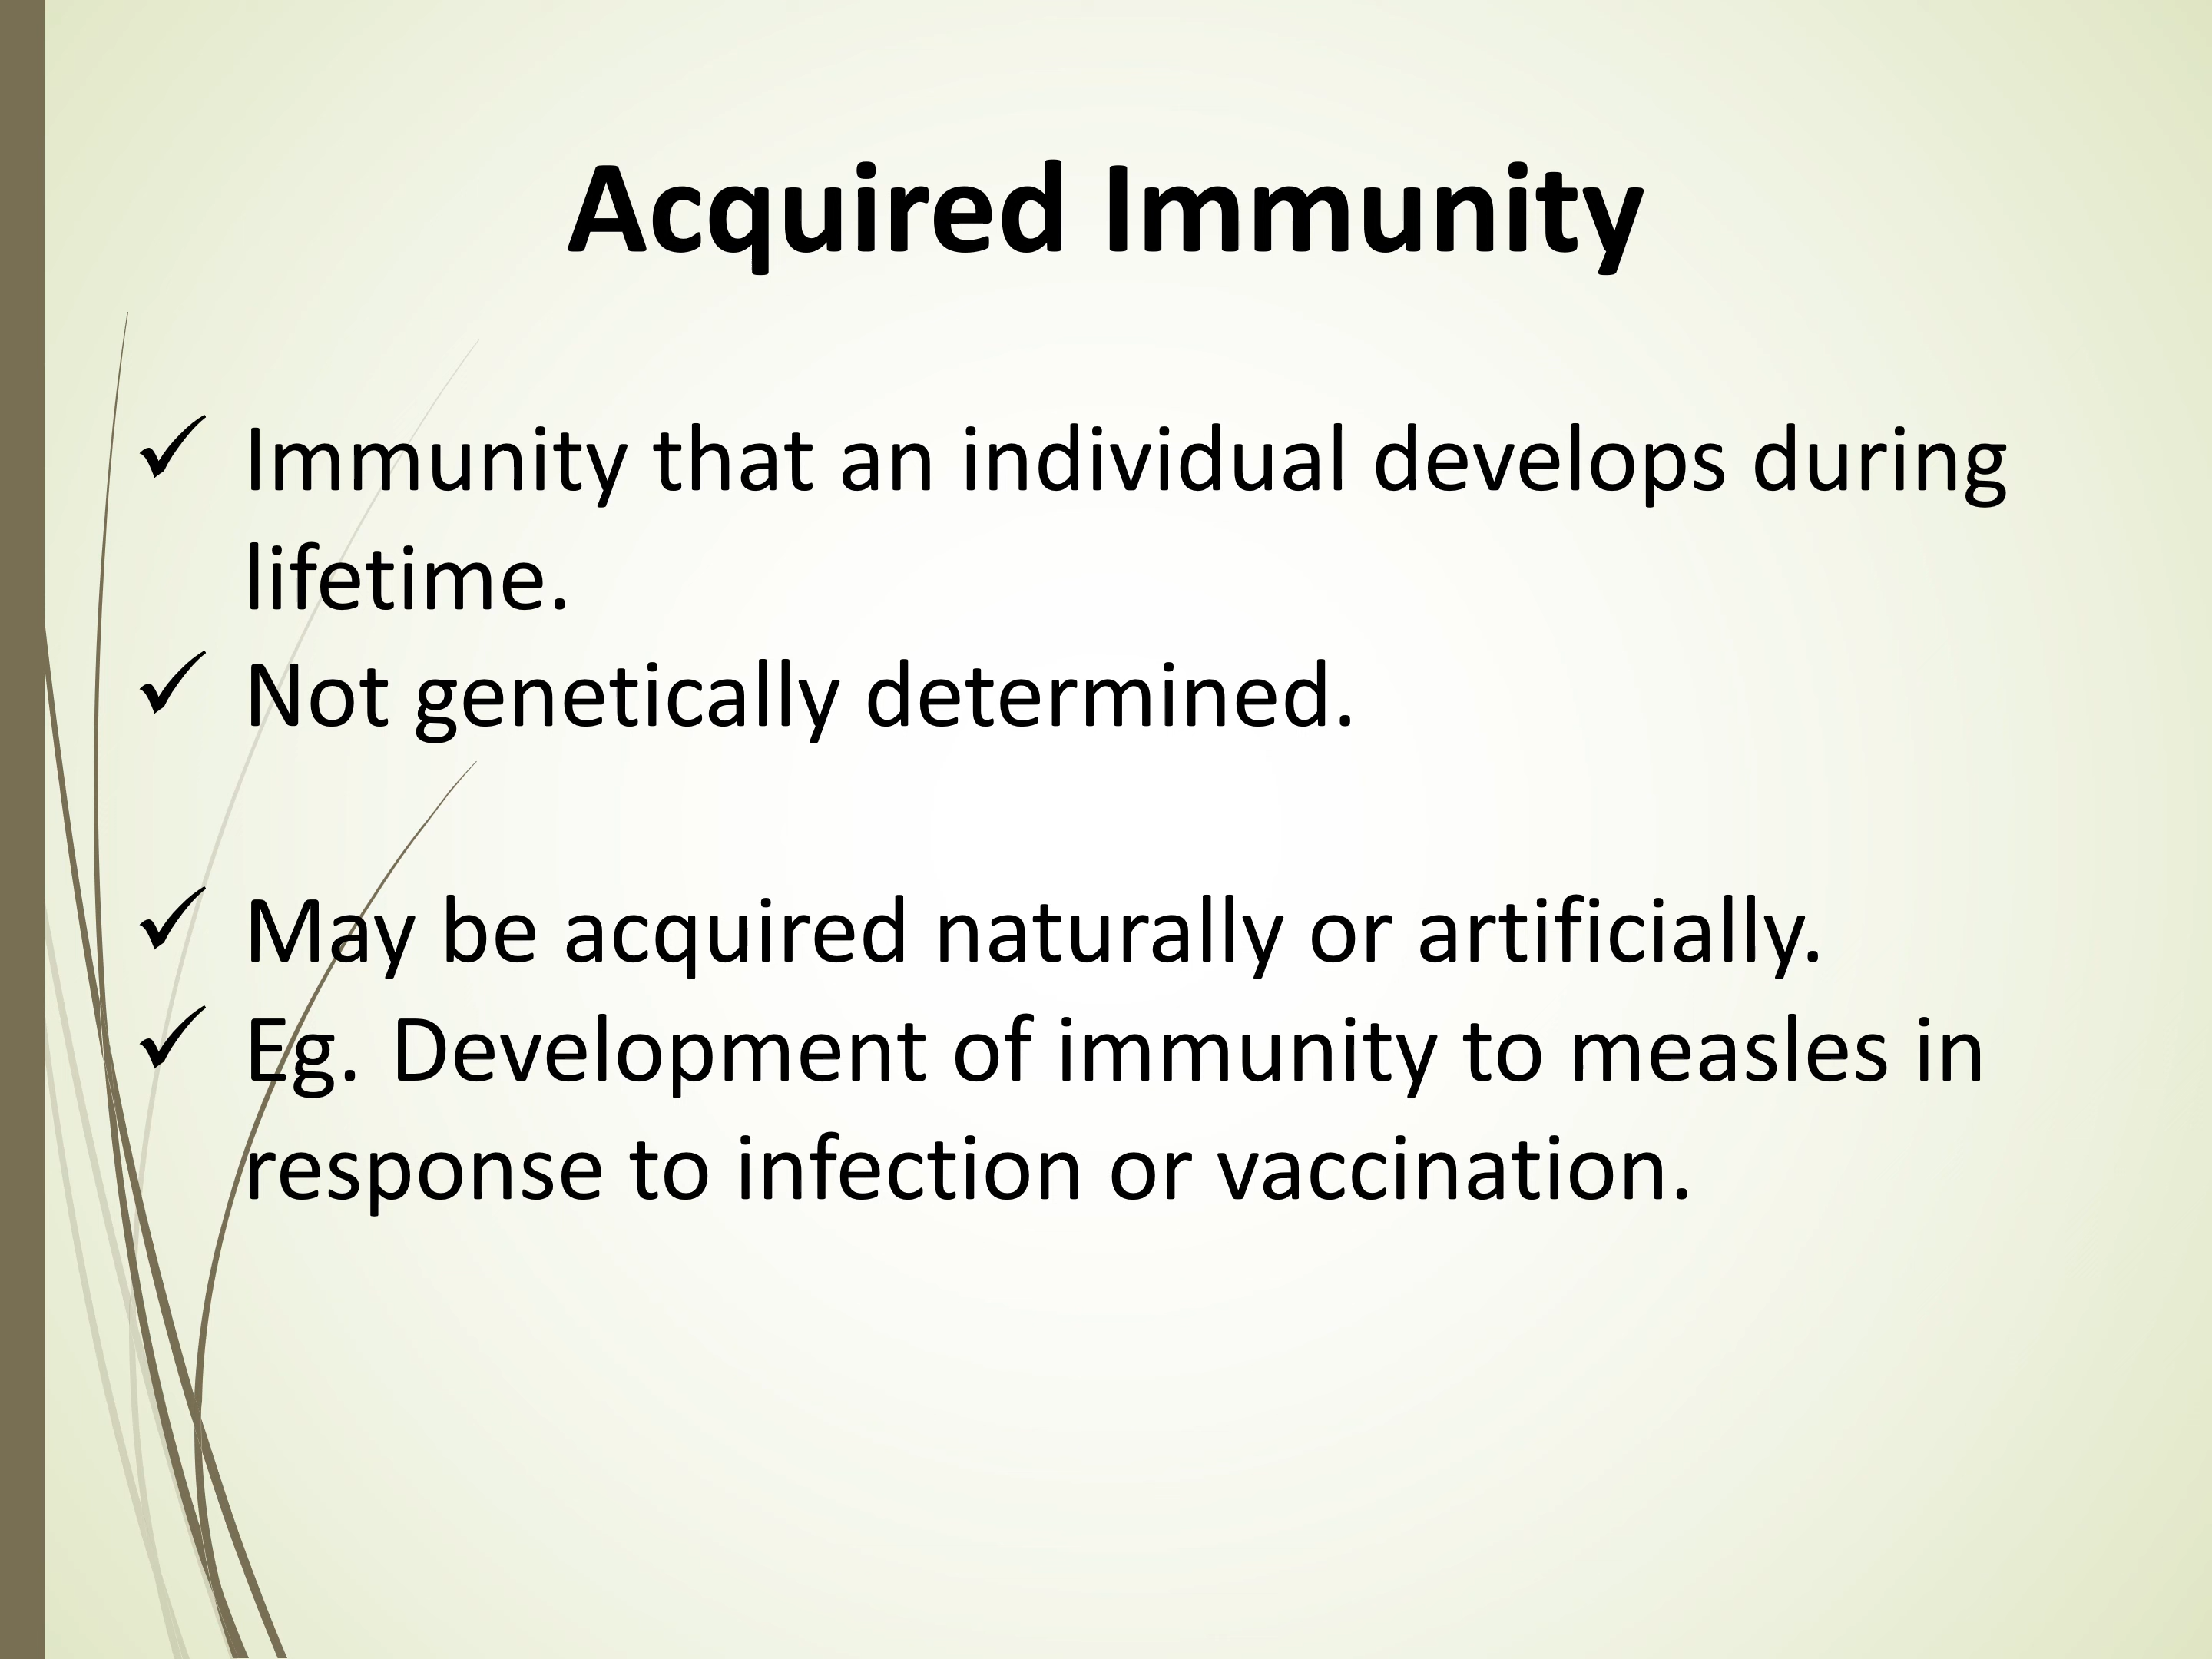 Acquired Immunity
✓ Immunity that an individual develops during
lifetime.
✓ Not genetically determined.
✓ May be acquired naturally or artificially.
✓ Eg. Development of immunity to measles in
response to infection or vaccination.